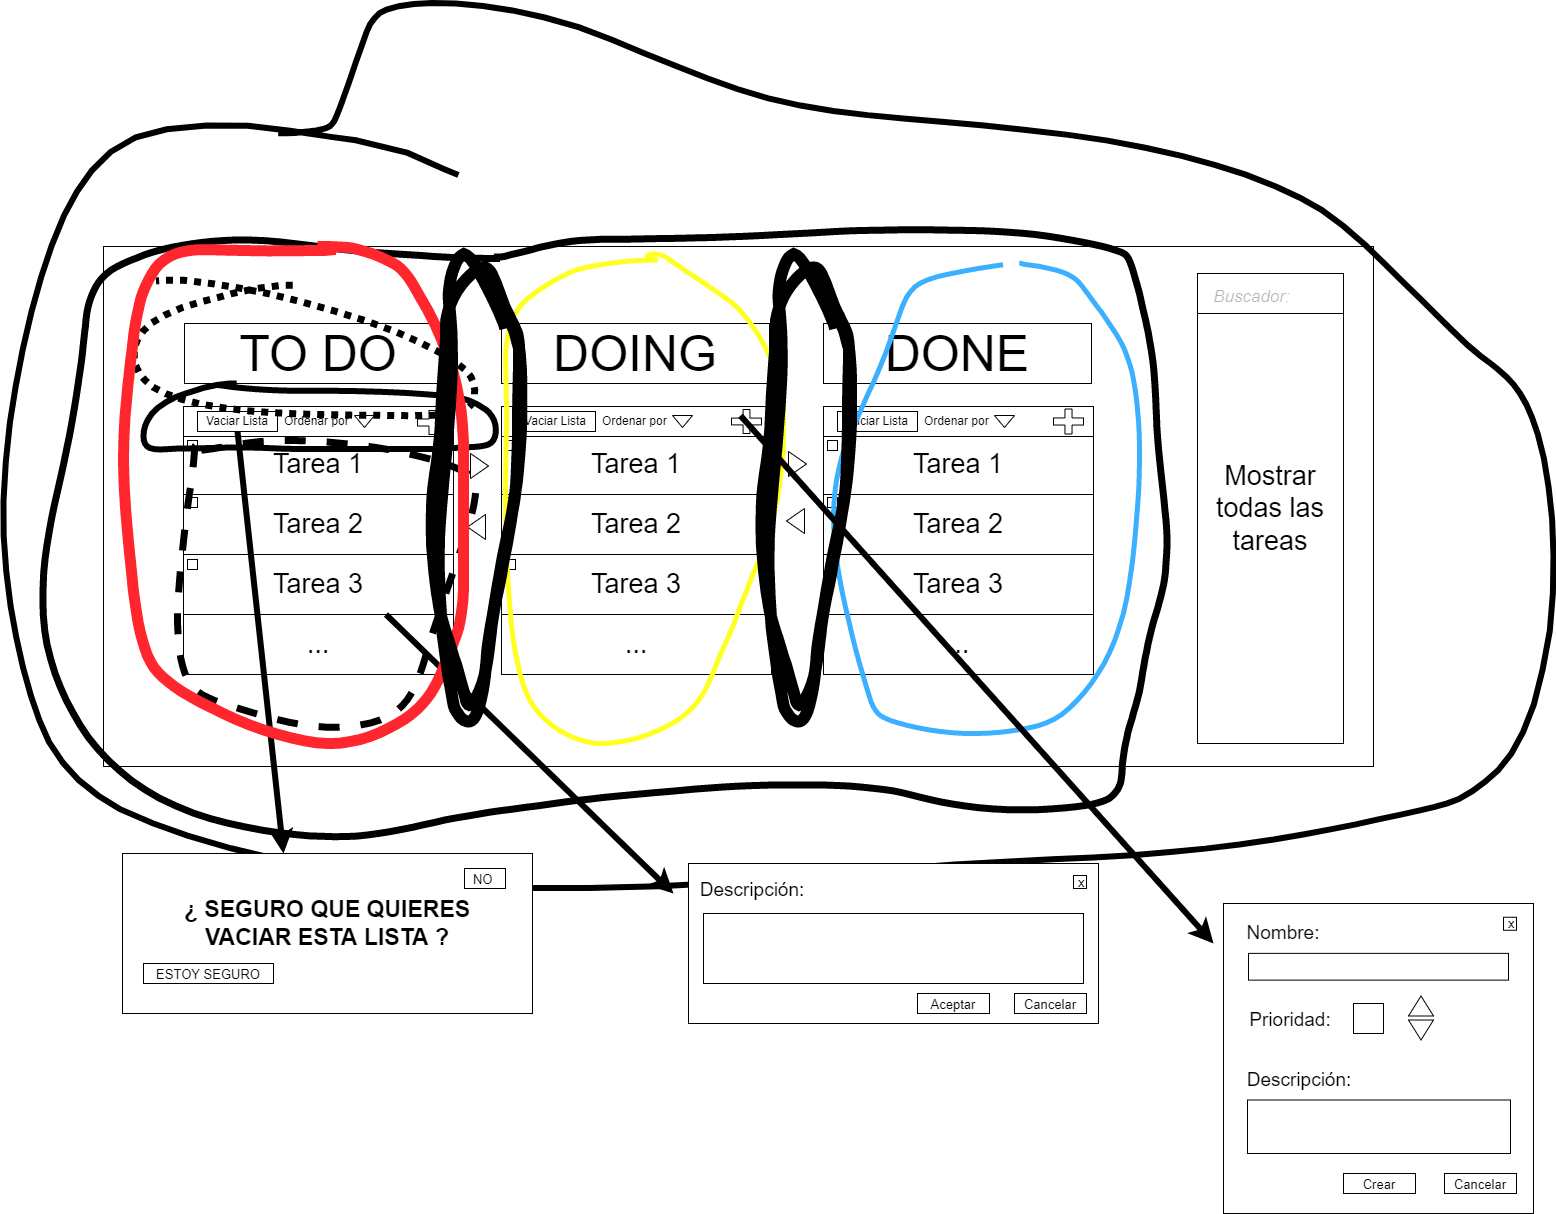 TO DO
DOING
DONE
Buscador:
Vaciar Lista
Ordenar por
Vaciar Lista
Ordenar por
Vaciar Lista
Ordenar por
Tarea 1
Tarea 1
Tarea 1
Tarea 2
Tarea 2
Tarea 2
Tarea 3
Tarea 3
Tarea 3
...
...
...
Mostrar
todas las
tareas
NO
¿ SEGURO QUE QUIERES
VACIAR ESTA LISTA ?
ESTOY SEGURO
Descripción:
x
Aceptar
Cancelar
x
Nombre:
Prioridad:
Descripción:
Crear
Cancelar